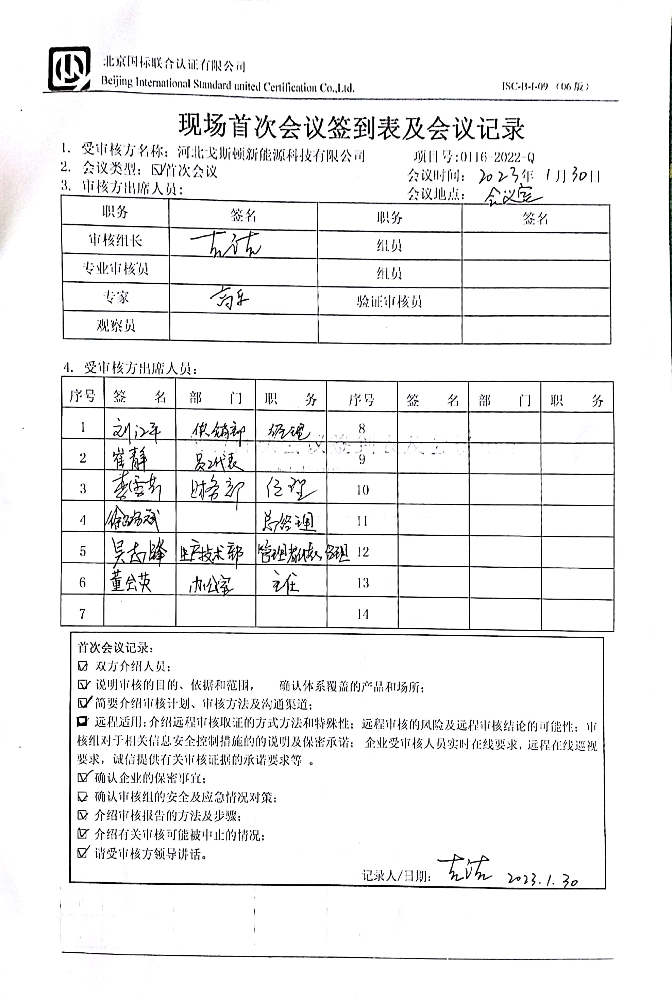 北京国标联合认证有限公司
Beijing International Standard united Certification Co.,Ltd.
ISC-B-I-09（06版）
现场首次会议签到表及会议记录
1. 受审核方名称：河北戈斯顿新能源科技有限公司 项目号:0116-2022-Q
2. 会议类型：☑首次会议 会议时间：2023年 1月30日
3. 审核方出席人员： 会议地点：会议室
职务 签名 职务 签名
审核组长 组员
专业审核员 组员
专家 验证审核员
观察员
4. 受审核方出席人员：
序号 签 名 部 门 职 务 序号 签 名 部 门 职 务
1 供销部 经理 8
2 崔静 员工代表 9
3 财务部 经理 10
4 总经理 11
5 吴志峰 生产技术部 管理者代表、经理 12
6 董会英 办公室 主任 13
7 14
首次会议记录：
☑ 双方介绍人员；
☑ 说明审核的目的、依据和范围， 确认体系覆盖的产品和场所；
☑ 简要介绍审核计划、审核方法及沟通渠道；
远程适用：介绍远程审核取证的方式方法和特殊性；远程审核的风险及远程审核结论的可能性；审
核组对于相关信息安全控制措施的的说明及保密承诺； 企业受审核人员实时在线要求，远程在线巡视
要求，诚信提供有关审核证据的承诺要求等 。
☑ 确认企业的保密事宜；
☑ 确认审核组的安全及应急情况对策；
☑ 介绍审核报告的方法及步骤；
☑ 介绍有关审核可能被中止的情况；
☑ 请受审核方领导讲话。
记录人/日期： 2023.1.30